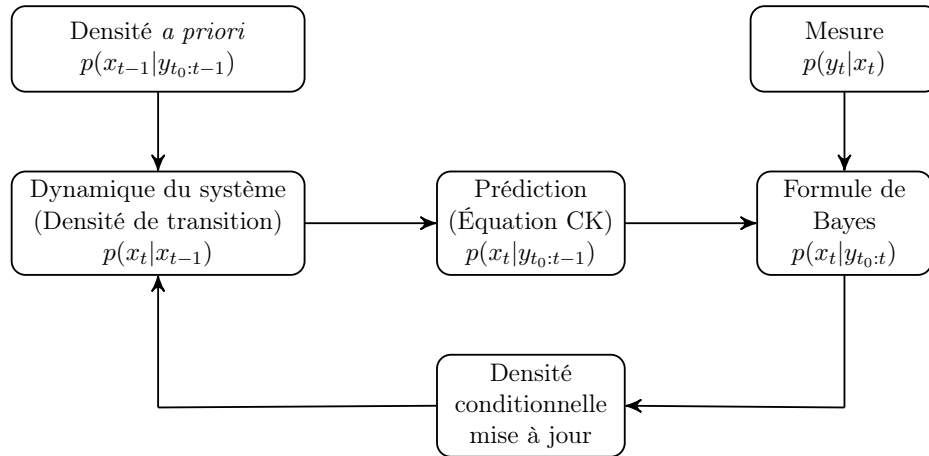 Densité a priori
p(x_{t−1}|y_{t_0:t−1})
Mesure
p(y_t|x_t)
Dynamique du système
(Densité de transition)
p(x_t|x_{t−1})
Prédiction
(Équation CK)
p(x_t|y_{t_0:t−1})
Formule de
Bayes
p(x_t|y_{t_0:t})
Densité
conditionnelle
mise à jour